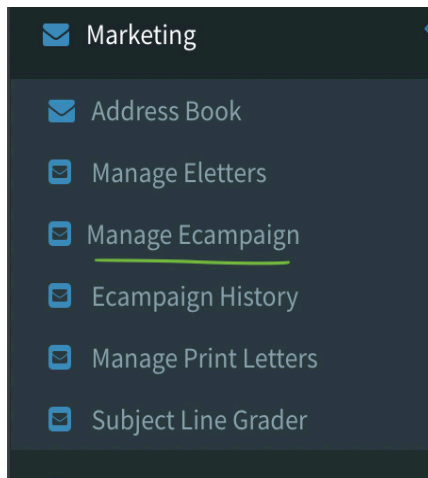 Marketing
Address Book
Manage Eletters
Manage Ecampaign
Ecampaign History
Manage Print Letters
Subject Line Grader